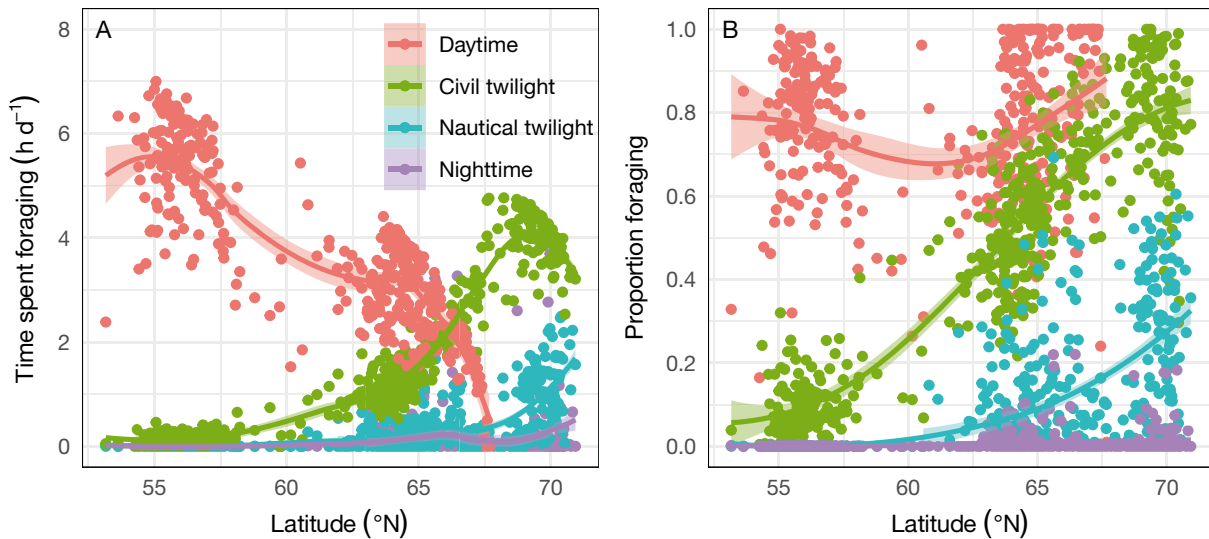 A
Daytime
Civil twilight
Nautical twilight
Nighttime
Time spent foraging (h d⁻¹)
8
6
4
2
0
55
60
65
70
Latitude (°N)
B
Proportion foraging
1.0
0.8
0.6
0.4
0.2
0.0
55
60
65
70
Latitude (°N)